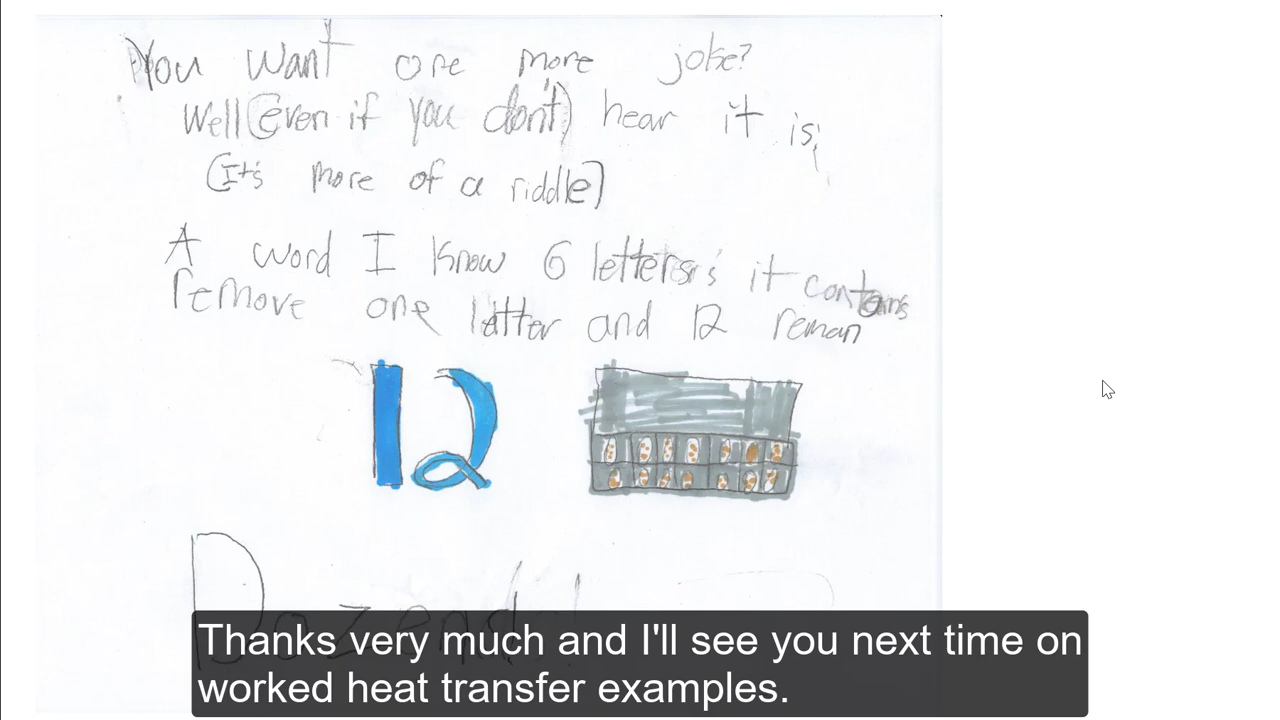 You want one more joke?
Well (even if you don't) hear it is,
(It's more of a riddle)
A word I know 6 letters's it contains
remove one letter and 12 reman
12
Thanks very much and I'll see you next time on
worked heat transfer examples.